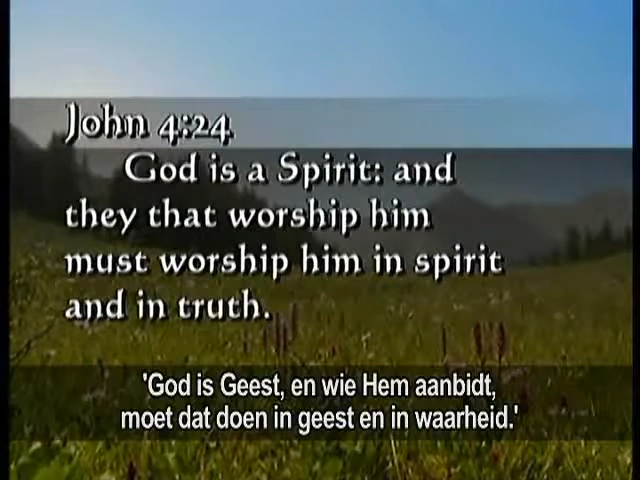 John 4:24
God is a Spirit: and
they that worship him
must worship him in spirit
and in truth.
'God is Geest, en wie Hem aanbidt,
moet dat doen in geest en in waarheid.'